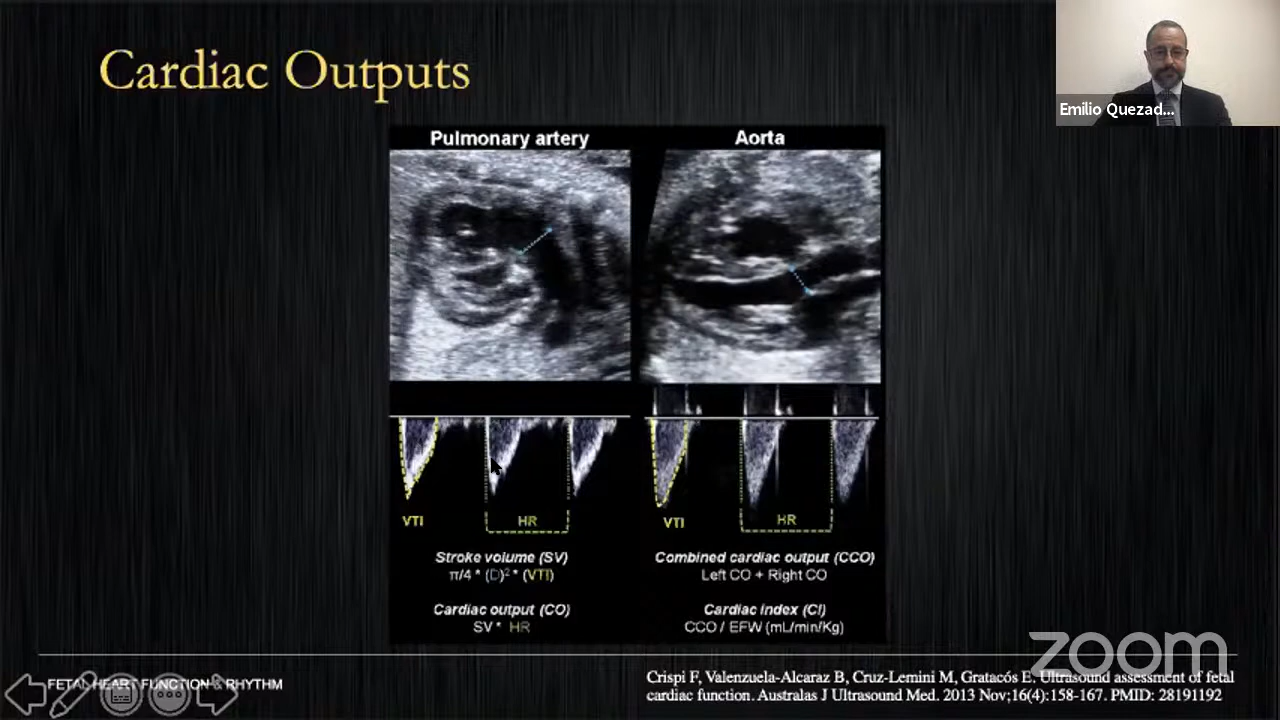 Cardiac Outputs
Emilio Quezad...
Pulmonary artery
Aorta
VTI
HR
VTI
HR
Stroke volume (SV)
π/4 * (D)² * (VTI)
Combined cardiac output (CCO)
Left CO + Right CO
Cardiac output (CO)
SV * HR
Cardiac index (CI)
CCO / EFW (mL/min/Kg)
zoom
FETAL HEART FUNCTION & RHYTHM
Crispi F, Valenzuela-Alcaraz B, Cruz-Lemini M, Gratacós E. Ultrasound assessment of fetal
cardiac function. Australas J Ultrasound Med. 2013 Nov;16(4):158-167. PMID: 28191192